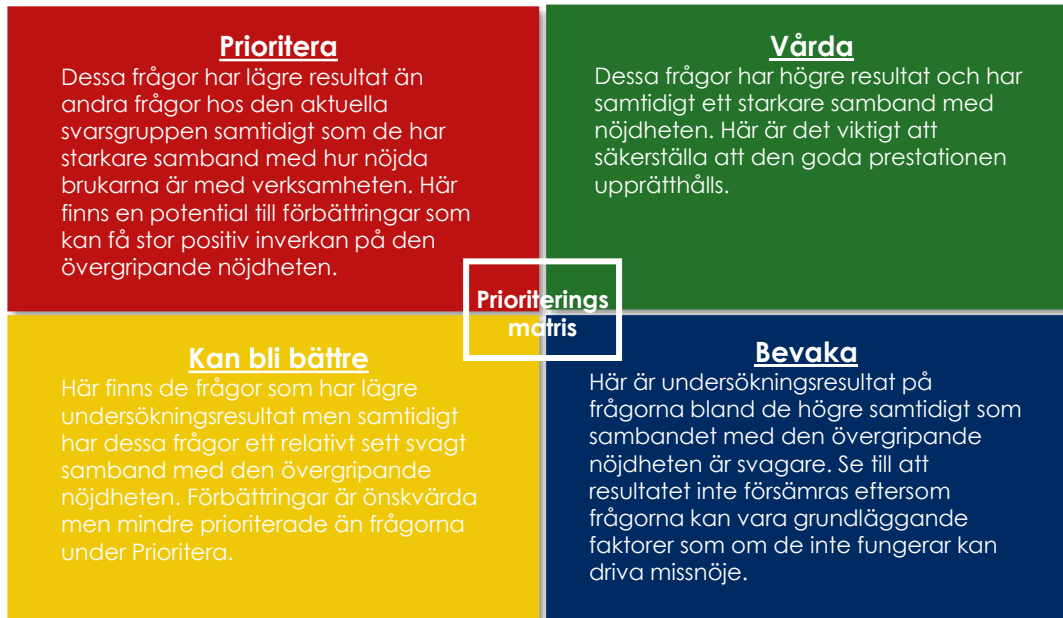 Prioritera
Dessa frågor har lägre resultat än
andra frågor hos den aktuella
svarsgruppen samtidigt som de har
starkare samband med hur nöjda
brukarna är med verksamheten. Här
finns en potential till förbättringar som
kan få stor positiv inverkan på den
övergripande nöjdheten.
Vårda
Dessa frågor har högre resultat och har
samtidigt ett starkare samband med
nöjdheten. Här är det viktigt att
säkerställa att den goda prestationen
upprätthålls.
Prioriterings
matris
Kan bli bättre
Här finns de frågor som har lägre
undersökningsresultat men samtidigt
har dessa frågor ett relativt sett svagt
samband med den övergripande
nöjdheten. Förbättringar är önskvärda
men mindre prioriterade än frågorna
under Prioritera.
Bevaka
Här är undersökningsresultat på
frågorna bland de högre samtidigt som
sambandet med den övergripande
nöjdheten är svagare. Se till att
resultatet inte försämras eftersom
frågorna kan vara grundläggande
faktorer som om de inte fungerar kan
driva missnöje.